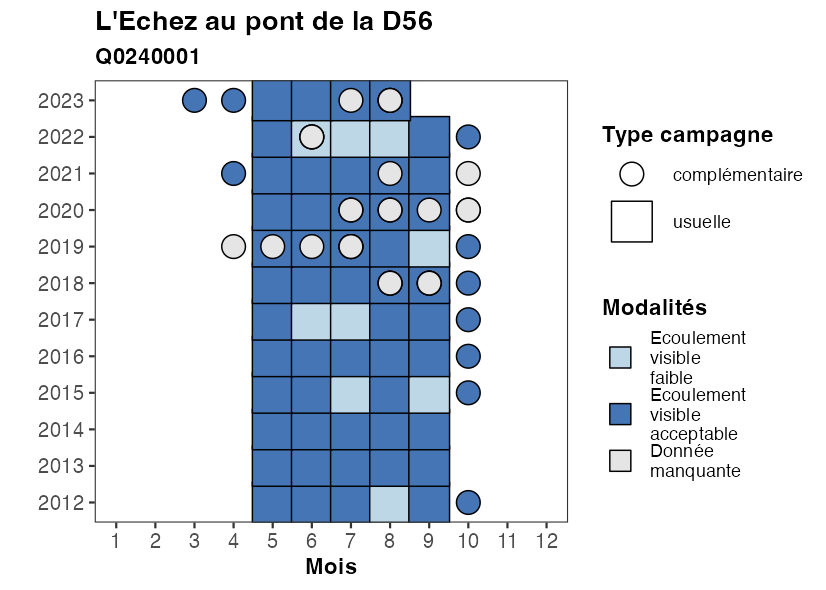 L'Echez au pont de la D56
Q0240001
2023
2022
2021
2020
2019
2018
2017
2016
2015
2014
2013
2012
1 2 3 4 5 6 7 8 9 10 11 12
Mois
Type campagne
complémentaire
usuelle
Modalités
Ecoulement
visible
faible
Ecoulement
visible
acceptable
Donnée
manquante